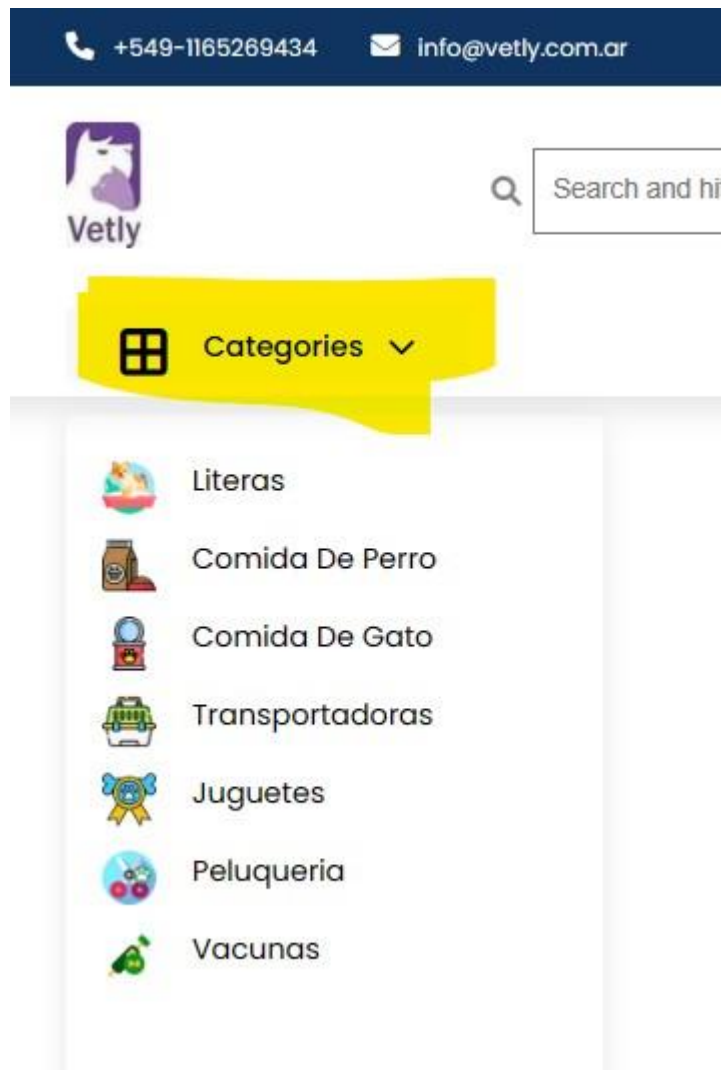 +549-1165269434 info@vetly.com.ar
Vetly
Search and hi
Categories
Literas
Comida De Perro
Comida De Gato
Transportadoras
Juguetes
Peluqueria
Vacunas